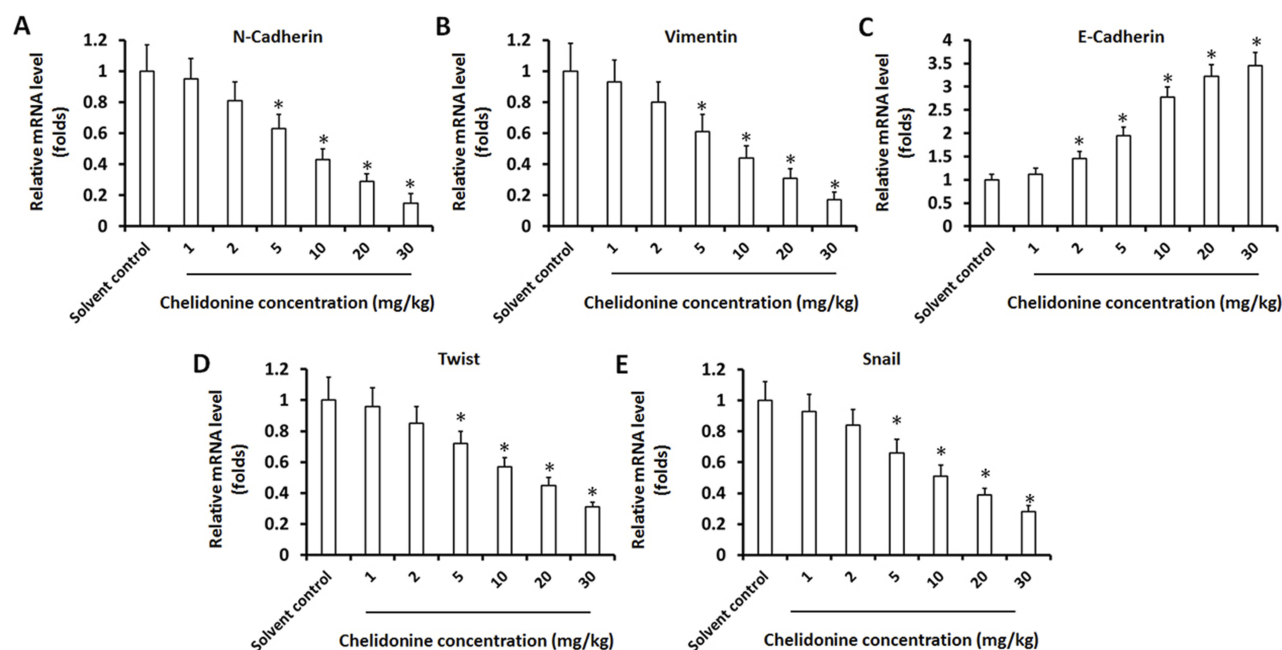 A
N-Cadherin
Relative mRNA level
(folds)
1.2
1
0.8
0.6
0.4
0.2
0
* * * *
Solvent control 1 2 5 10 20 30
Chelidonine concentration (mg/kg)
B
Vimentin
Relative mRNA level
(folds)
1.2
1
0.8
0.6
0.4
0.2
0
* * * *
Solvent control 1 2 5 10 20 30
Chelidonine concentration (mg/kg)
C
E-Cadherin
Relative mRNA level
(folds)
4
3.5
3
2.5
2
1.5
1
0.5
0
* * * * *
Solvent control 1 2 5 10 20 30
Chelidonine concentration (mg/kg)
D
Twist
Relative mRNA level
(folds)
1.2
1
0.8
0.6
0.4
0.2
0
* * * *
Solvent control 1 2 5 10 20 30
Chelidonine concentration (mg/kg)
E
Snail
Relative mRNA level
(folds)
1.2
1
0.8
0.6
0.4
0.2
0
* * * *
Solvent control 1 2 5 10 20 30
Chelidonine concentration (mg/kg)